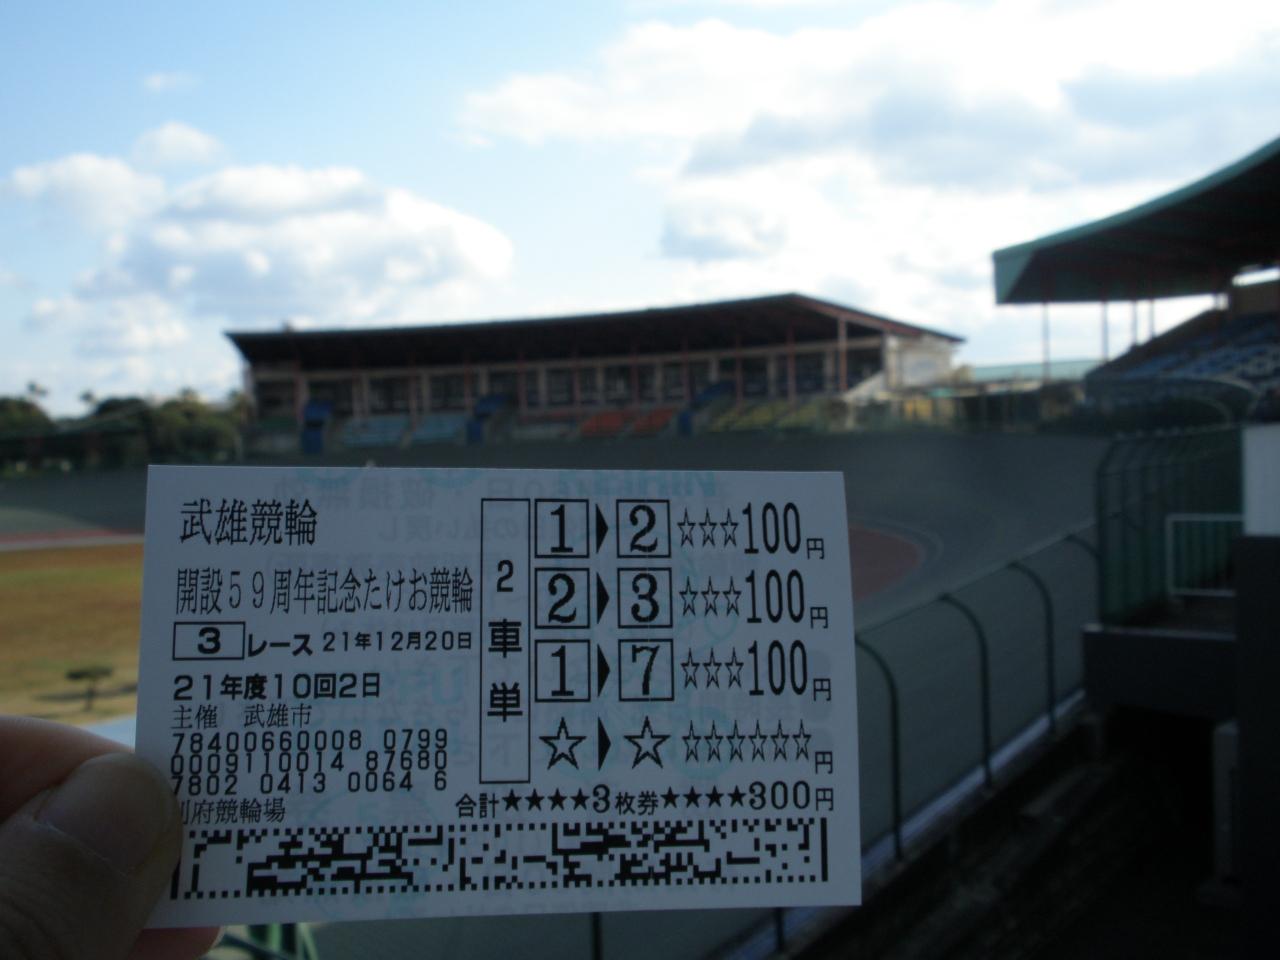 武雄競輪
開設59周年記念たけお競輪
3 レース 21年12月20日
21年度10回2日
主催 武雄市
78400660008 0799
0009110014 87680
7802 0413 0064 6
府競輪場
2車単
1▶2☆☆☆100円
2▶3☆☆☆100円
1▶7☆☆☆100円
☆▶☆☆☆☆☆☆☆円
合計★★★★3枚券★★★★300円